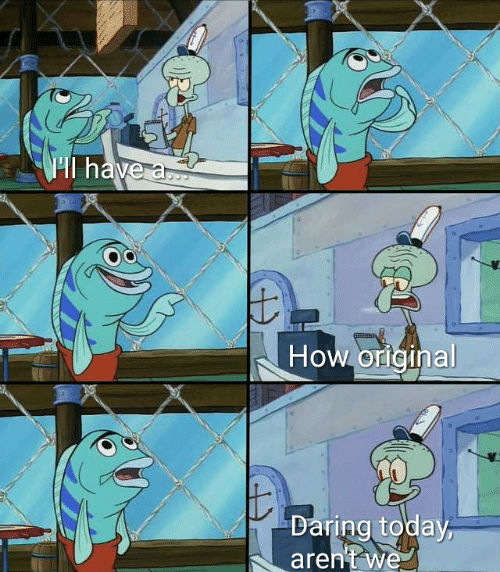 I'll have a...
How original
Daring today,
aren't we